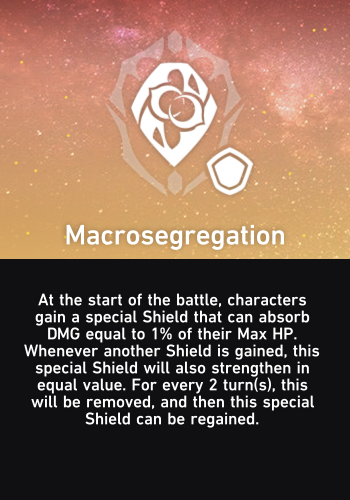 Macrosegregation
At the start of the battle, characters
gain a special Shield that can absorb
DMG equal to 1% of their Max HP.
Whenever another Shield is gained, this
special Shield will also strengthen in
equal value. For every 2 turn(s), this
will be removed, and then this special
Shield can be regained.